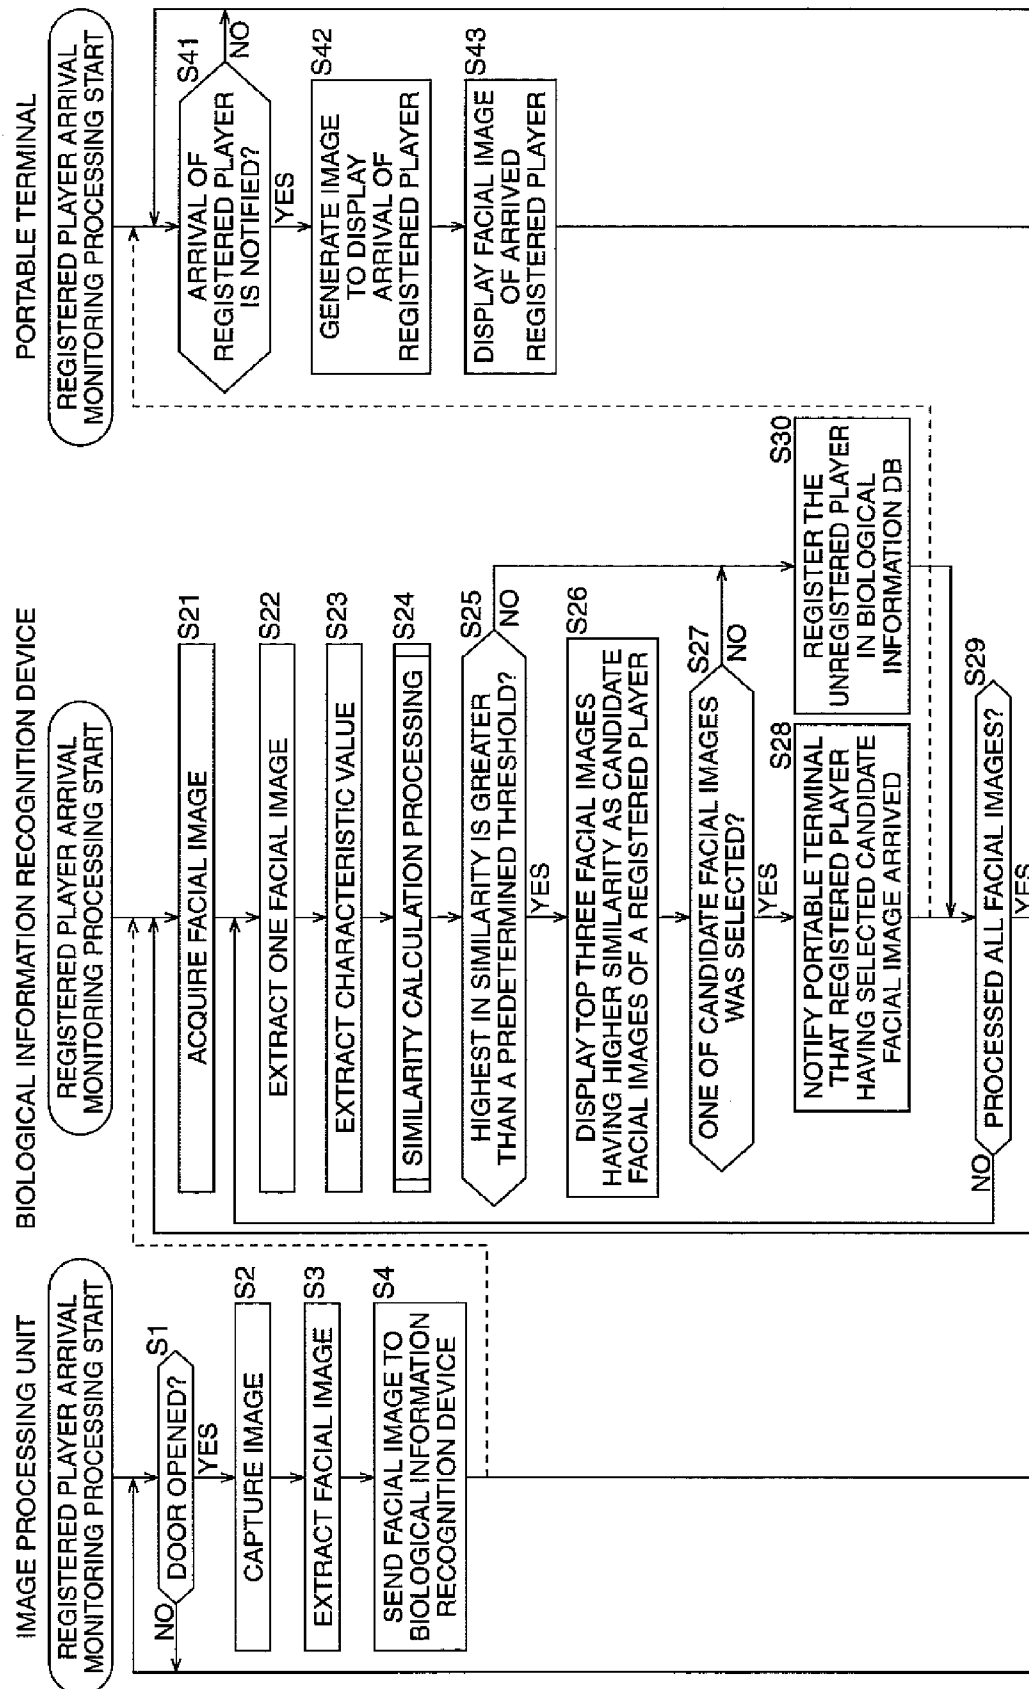 IMAGE PROCESSING UNIT
REGISTERED PLAYER ARRIVAL
MONITORING PROCESSING START
S1
DOOR OPENED?
NO
YES
S2
CAPTURE IMAGE
S3
EXTRACT FACIAL IMAGE
S4
SEND FACIAL IMAGE TO
BIOLOGICAL INFORMATION
RECOGNITION DEVICE
BIOLOGICAL INFORMATION RECOGNITION DEVICE
REGISTERED PLAYER ARRIVAL
MONITORING PROCESSING START
S21
ACQUIRE FACIAL IMAGE
S22
EXTRACT ONE FACIAL IMAGE
S23
EXTRACT CHARACTERISTIC VALUE
S24
SIMILARITY CALCULATION PROCESSING
S25
HIGHEST IN SIMILARITY IS GREATER
THAN A PREDETERMINED THRESHOLD?
NO
YES
S26
DISPLAY TOP THREE FACIAL IMAGES
HAVING HIGHER SIMILARITY AS CANDIDATE
FACIAL IMAGES OF A REGISTERED PLAYER
S27
ONE OF CANDIDATE FACIAL IMAGES
WAS SELECTED?
NO
YES
S28
NOTIFY PORTABLE TERMINAL
THAT REGISTERED PLAYER
HAVING SELECTED CANDIDATE
FACIAL IMAGE ARRIVED
S30
REGISTER THE
UNREGISTERED PLAYER
IN BIOLOGICAL
INFORMATION DB
S29
PROCESSED ALL FACIAL IMAGES?
NO
YES
PORTABLE TERMINAL
REGISTERED PLAYER ARRIVAL
MONITORING PROCESSING START
S41
ARRIVAL OF
REGISTERED PLAYER
IS NOTIFIED?
NO
YES
S42
GENERATE IMAGE
TO DISPLAY
ARRIVAL OF
REGISTERED PLAYER
S43
DISPLAY FACIAL IMAGE
OF ARRIVED
REGISTERED PLAYER